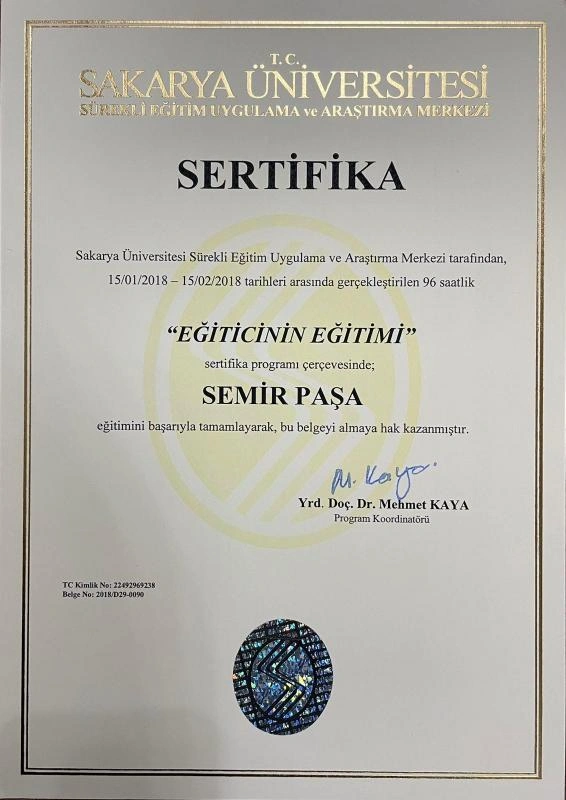 T.C.
SAKARYA ÜNİVERSİTESİ
SÜREKLİ EĞİTİM UYGULAMA ve ARAŞTIRMA MERKEZİ
SERTİFİKA
Sakarya Üniversitesi Sürekli Eğitim Uygulama ve Araştırma Merkezi tarafından,
15/01/2018 – 15/02/2018 tarihleri arasında gerçekleştirilen 96 saatlik
“EĞİTİCİNİN EĞİTİMİ”
sertifika programı çerçevesinde;
SEMİR PAŞA
eğitimini başarıyla tamamlayarak, bu belgeyi almaya hak kazanmıştır.
M. Kaya
Yrd. Doç. Dr. Mehmet KAYA
Program Koordinatörü
TC Kimlik No: 22492969238
Belge No: 2018/D29-0090